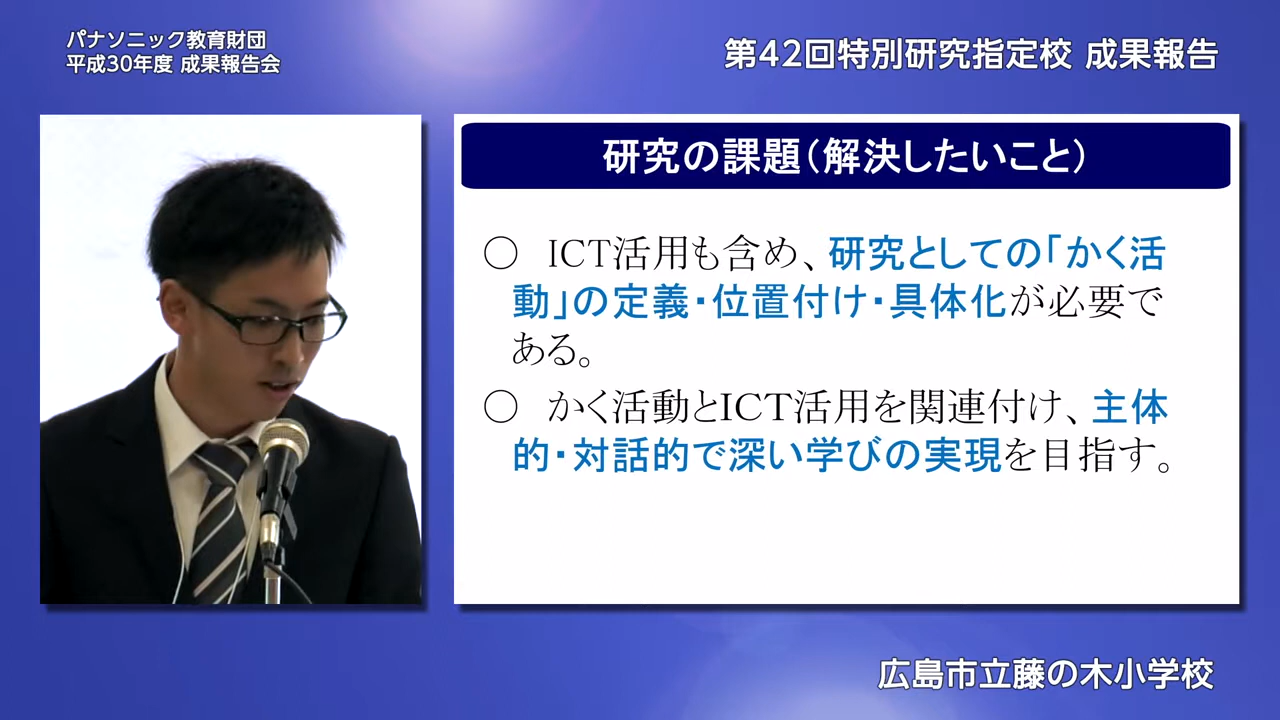 パナソニック教育財団
平成30年度 成果報告会
第42回特別研究指定校 成果報告
研究の課題(解決したいこと)
○ ICT活用も含め、研究としての「かく活
動」の定義・位置付け・具体化が必要で
ある。
○ かく活動とICT活用を関連付け、主体
的・対話的で深い学びの実現を目指す。
広島市立藤の木小学校